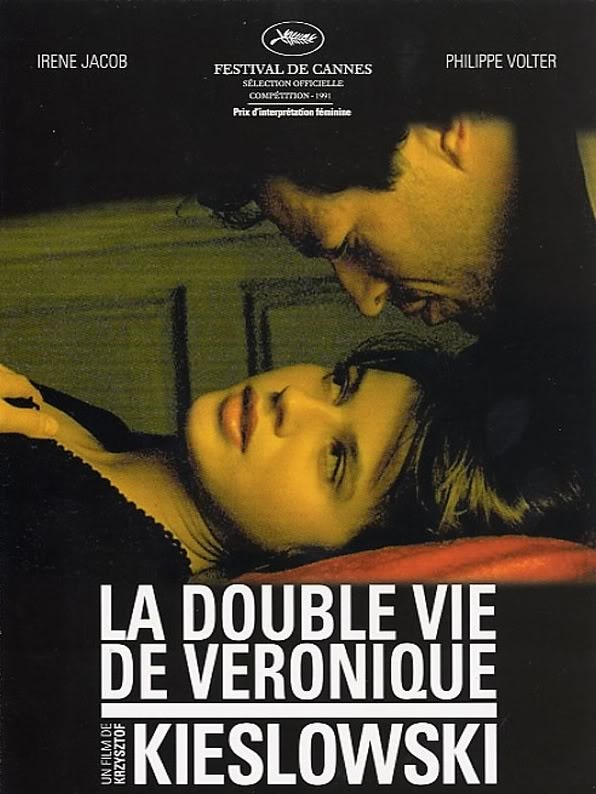 IRENE JACOB
PHILIPPE VOLTER
FESTIVAL DE CANNES
SÉLECTION OFFICIELLE
COMPÉTITION - 1991
Prix d'interprétation féminine
LA DOUBLE VIE
DE VERONIQUE
UN FILM DE
KRZYSZTOF
KIESLOWSKI